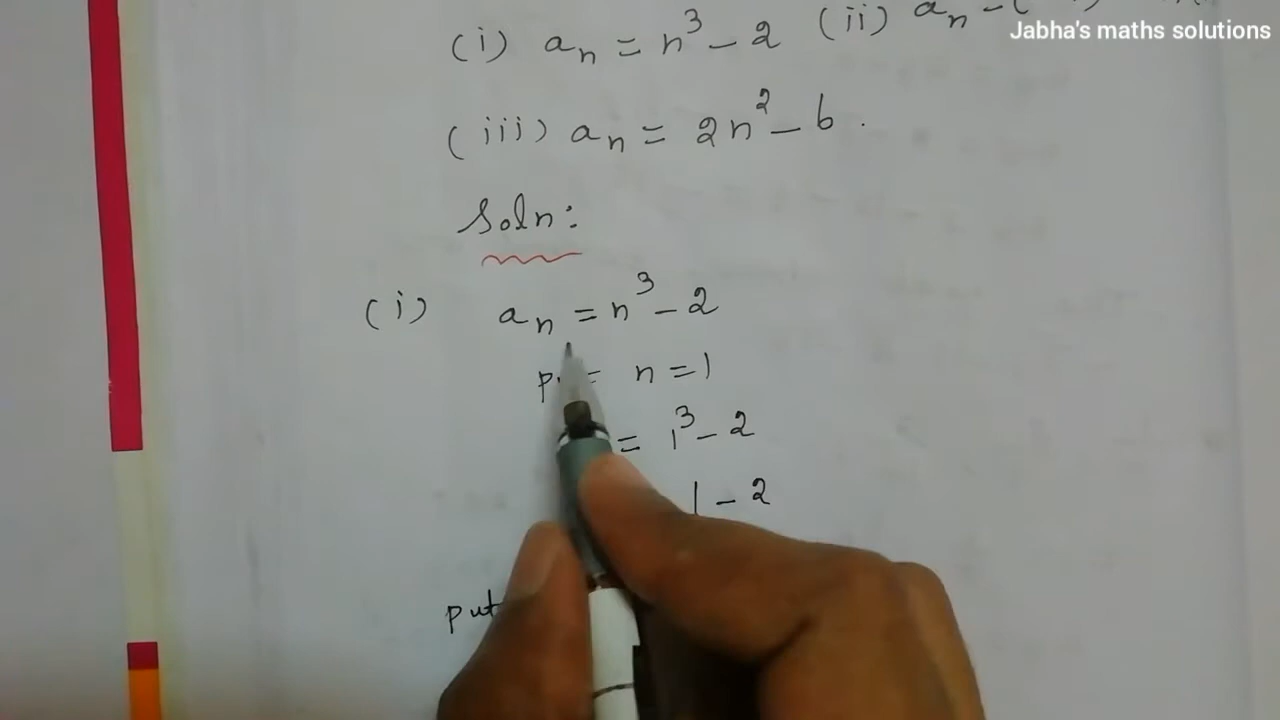 (i) aₙ = n³ - 2 (ii) aₙ = (
Jabha's maths solutions
(iii) aₙ = 2n² - 6.
Soln:
(i) aₙ = n³ - 2
n = 1
= 1³ - 2
1 - 2
put